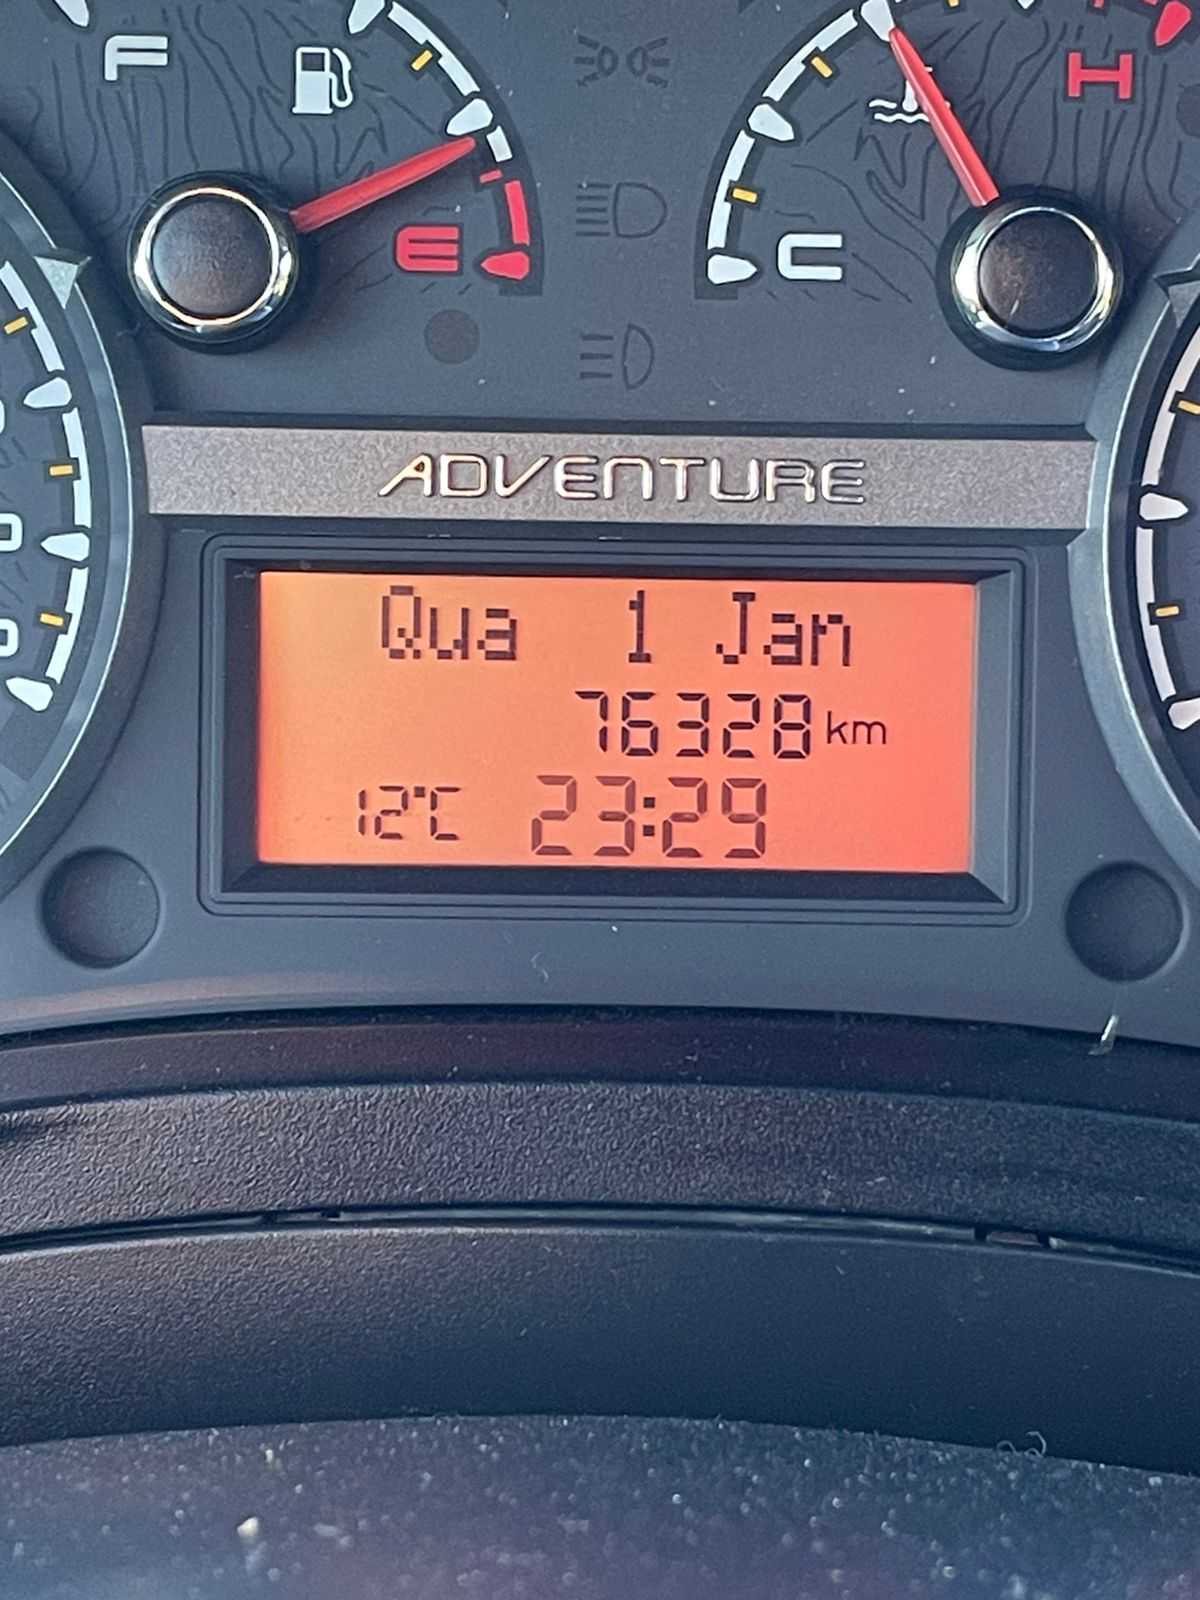 F H
E C
ADVENTURE
Qua 1 Jan
76328 km
12°C 23:29